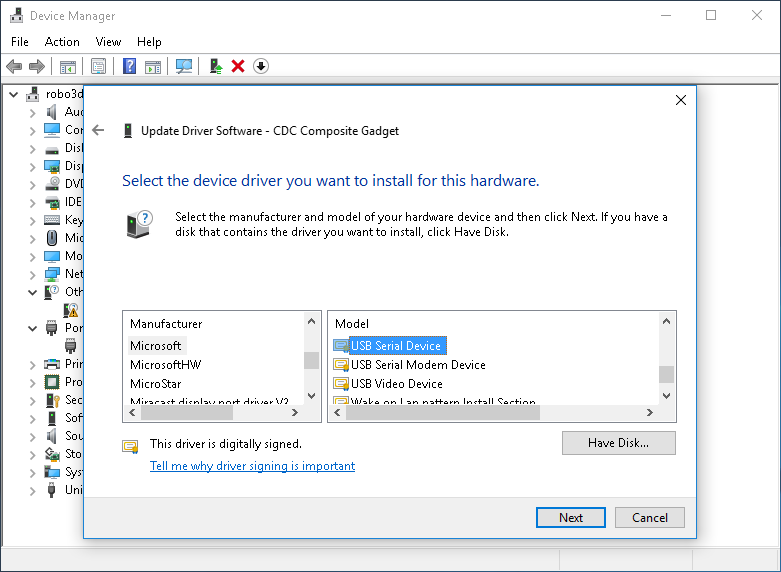 Device Manager
File Action View Help
robo3d
Aud
Cor
Disl
Disp
DVD
IDE
Key
Mic
Mo
Net
Oth
Por
Prin
Pro
Sec
Soft
Sou
Sto
Syst
Uni
Update Driver Software - CDC Composite Gadget
Select the device driver you want to install for this hardware.
Select the manufacturer and model of your hardware device and then click Next. If you have a
disk that contains the driver you want to install, click Have Disk.
Manufacturer
Microsoft
MicrosoftHW
MicroStar
Miracast display port driver V3
Model
USB Serial Device
USB Serial Modem Device
USB Video Device
Wake on Lan pattern Install Section
This driver is digitally signed.
Tell me why driver signing is important
Have Disk...
Next
Cancel